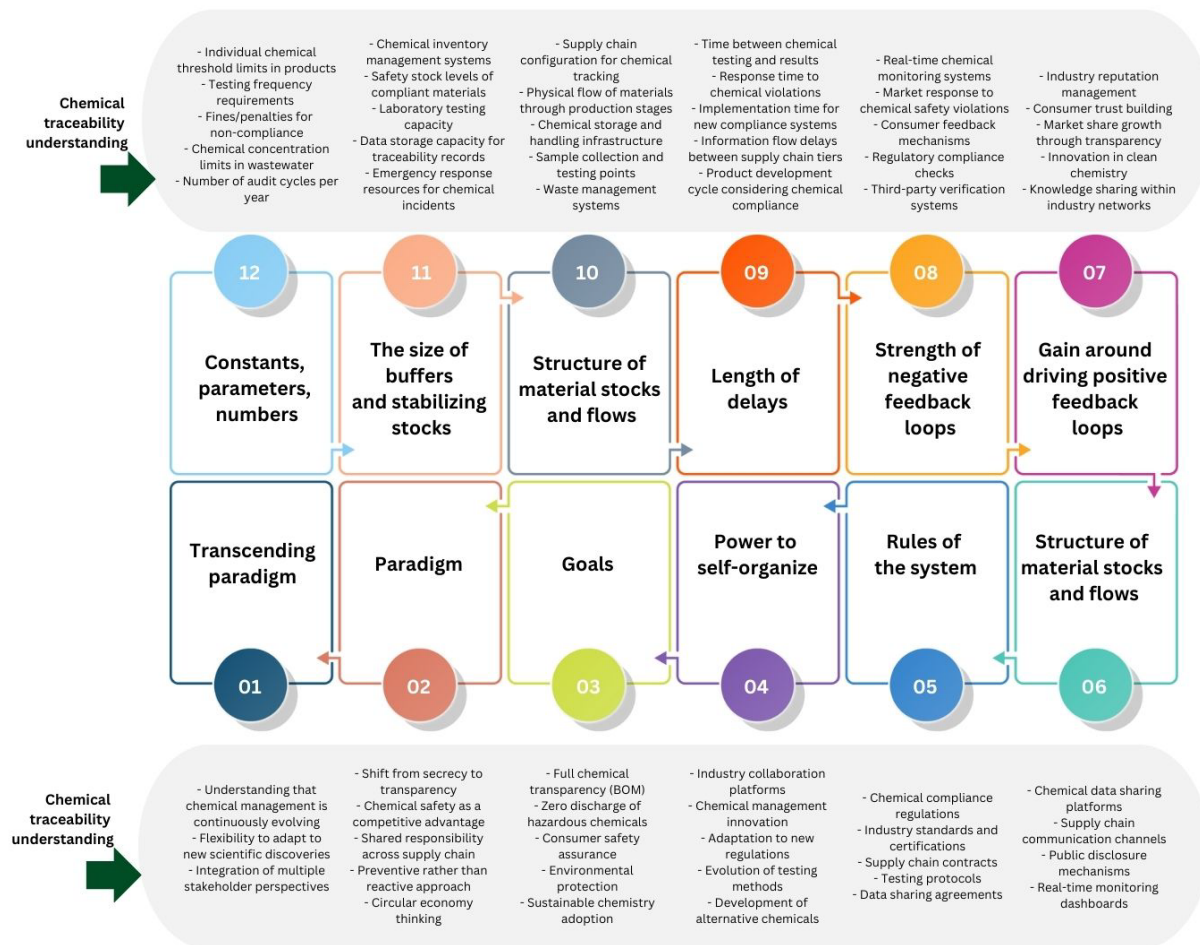 Chemical
traceability
understanding
- Individual chemical
threshold limits in products
- Testing frequency
requirements
- Fines/penalties for
non-compliance
- Chemical concentration
limits in wastewater
- Number of audit cycles per
year
- Chemical inventory
management systems
- Safety stock levels of
compliant materials
- Laboratory testing
capacity
- Data storage capacity for
traceability records
- Emergency response
resources for chemical
incidents
- Supply chain
configuration for chemical
tracking
- Physical flow of materials
through production stages
- Chemical storage and
handling infrastructure
- Sample collection and
testing points
- Waste management
systems
- Time between chemical
testing and results
- Response time to
chemical violations
- Implementation time for
new compliance systems
- Information flow delays
between supply chain tiers
- Product development
cycle considering chemical
compliance
- Real-time chemical
monitoring systems
- Market response to
chemical safety violations
- Consumer feedback
mechanisms
- Regulatory compliance
checks
- Third-party verification
systems
- Industry reputation
management
- Consumer trust building
- Market share growth
through transparency
- Innovation in clean
chemistry
- Knowledge sharing within
industry networks
12
Constants,
parameters,
numbers
11
The size of
buffers
and stabilizing
stocks
10
Structure of
material stocks
and flows
09
Length of
delays
08
Strength of
negative
feedback
loops
07
Gain around
driving positive
feedback
loops
Transcending
paradigm
01
Paradigm
02
Goals
03
Power to
self-organize
04
Rules of
the system
05
Structure of
material stocks
and flows
06
Chemical
traceability
understanding
- Understanding that
chemical management is
continuously evolving
- Flexibility to adapt to
new scientific discoveries
- Integration of multiple
stakeholder perspectives
- Shift from secrecy to
transparency
- Chemical safety as a
competitive advantage
- Shared responsibility
across supply chain
- Preventive rather than
reactive approach
- Circular economy
thinking
- Full chemical
transparency (BOM)
- Zero discharge of
hazardous chemicals
- Consumer safety
assurance
- Environmental
protection
- Sustainable chemistry
adoption
- Industry collaboration
platforms
- Chemical management
innovation
- Adaptation to new
regulations
- Evolution of testing
methods
- Development of
alternative chemicals
- Chemical compliance
regulations
- Industry standards and
certifications
- Supply chain contracts
- Testing protocols
- Data sharing agreements
- Chemical data sharing
platforms
- Supply chain
communication channels
- Public disclosure
mechanisms
- Real-time monitoring
dashboards